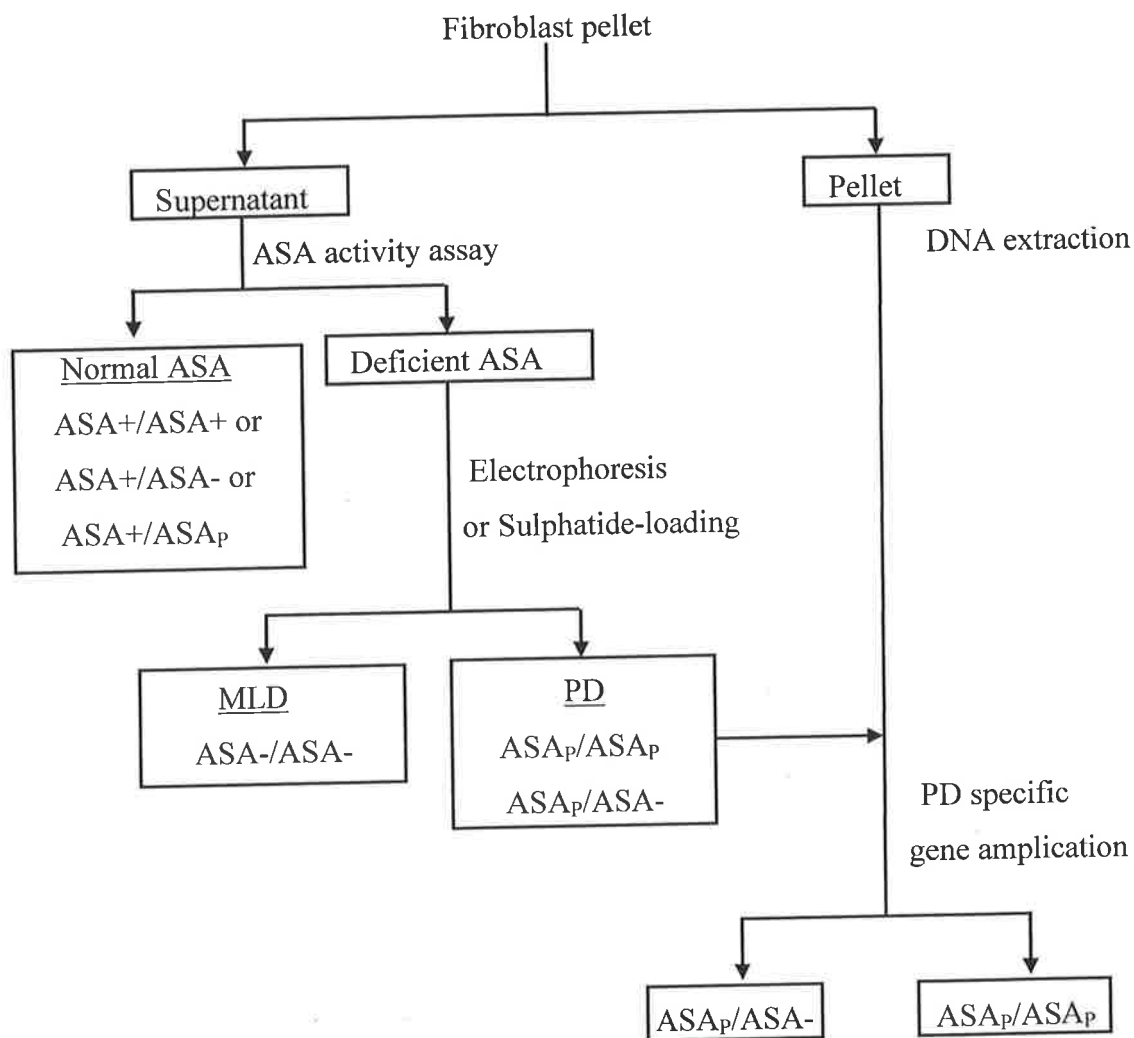 Fibroblast pellet
Supernatant
Pellet
DNA extraction
ASA activity assay
Normal ASA
ASA+/ASA+ or
ASA+/ASA- or
ASA+/ASAP
Deficient ASA
Electrophoresis
or Sulphatide-loading
MLD
ASA-/ASA-
PD
ASAP/ASAP
ASAP/ASA-
PD specific
gene amplication
ASAP/ASA-
ASAP/ASAP